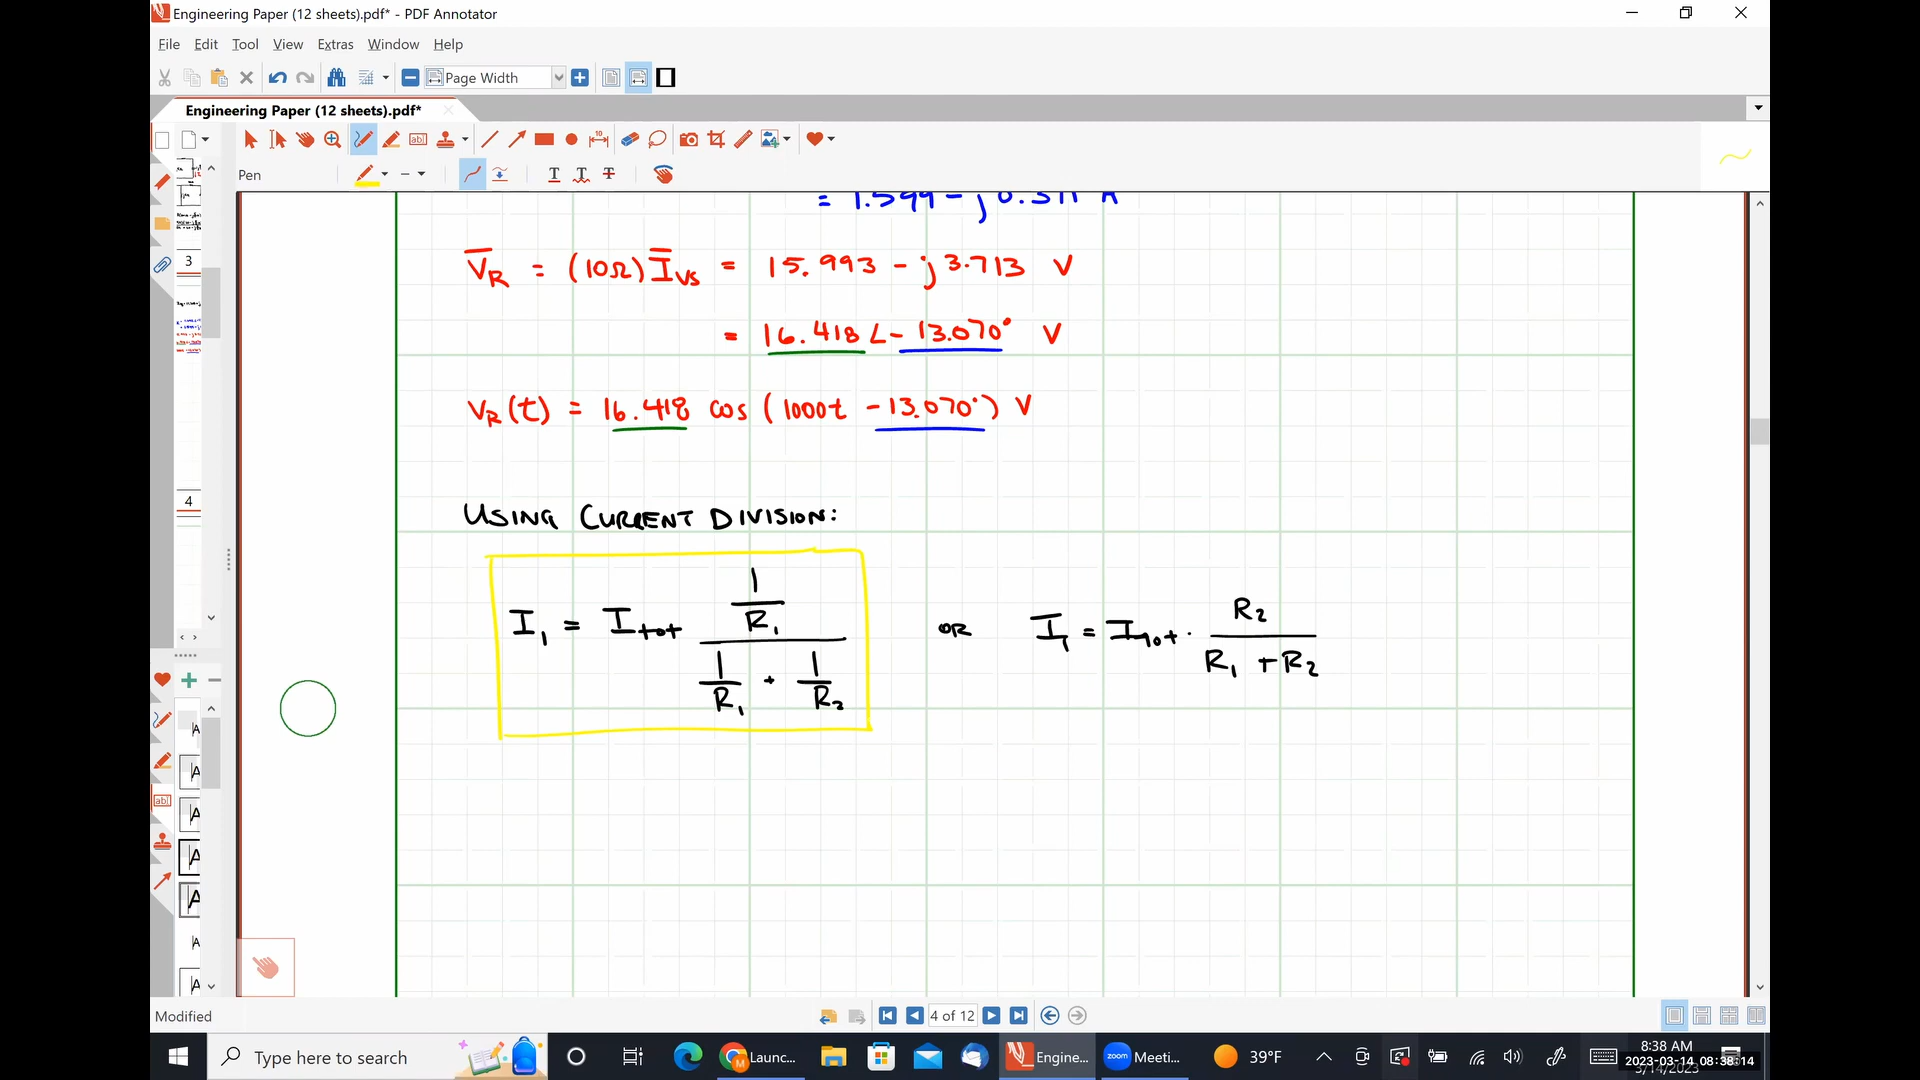 Engineering Paper (12 sheets).pdf* - PDF Annotator
File Edit Tool View Extras Window Help
Page Width
Engineering Paper (12 sheets).pdf*
Pen
V_R = (10Ω) I_VS = 15.993 - j 3.713 V
= 16.418 ∠ -13.070° V
V_R(t) = 16.418 cos (1000t - 13.070°) V
USING CURRENT DIVISION:
I_1 = I_tot (1/R_1) / (1/R_1 + 1/R_2) OR I_1 = I_tot · R_2 / (R_1 + R_2)
3
4
Modified
4 of 12
Type here to search
Launc...
Engine...
zoom
Meeti...
39°F
8:38 AM
2023-03-14 08:38:14